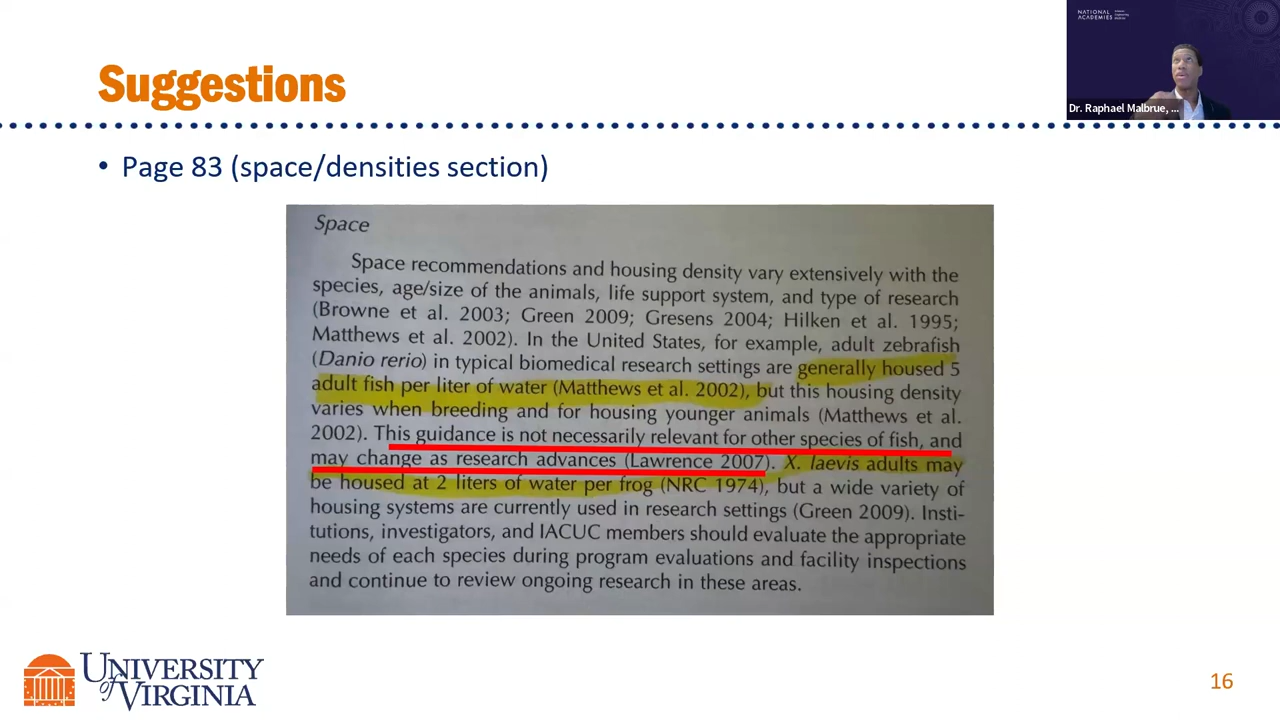 NATIONAL
ACADEMIES
Dr. Raphael Malbrue, ...
Suggestions
• Page 83 (space/densities section)
Space
Space recommendations and housing density vary extensively with the
species, age/size of the animals, life support system, and type of research
(Browne et al. 2003; Green 2009; Gresens 2004; Hilken et al. 1995;
Matthews et al. 2002). In the United States, for example, adult zebrafish
(Danio rerio) in typical biomedical research settings are generally housed 5
adult fish per liter of water (Matthews et al. 2002), but this housing density
varies when breeding and for housing younger animals (Matthews et al.
2002). This guidance is not necessarily relevant for other species of fish, and
may change as research advances (Lawrence 2007). X. laevis adults may
be housed at 2 liters of water per frog (NRC 1974), but a wide variety of
housing systems are currently used in research settings (Green 2009). Insti-
tutions, investigators, and IACUC members should evaluate the appropriate
needs of each species during program evaluations and facility inspections
and continue to review ongoing research in these areas.
UNIVERSITY
of VIRGINIA
16